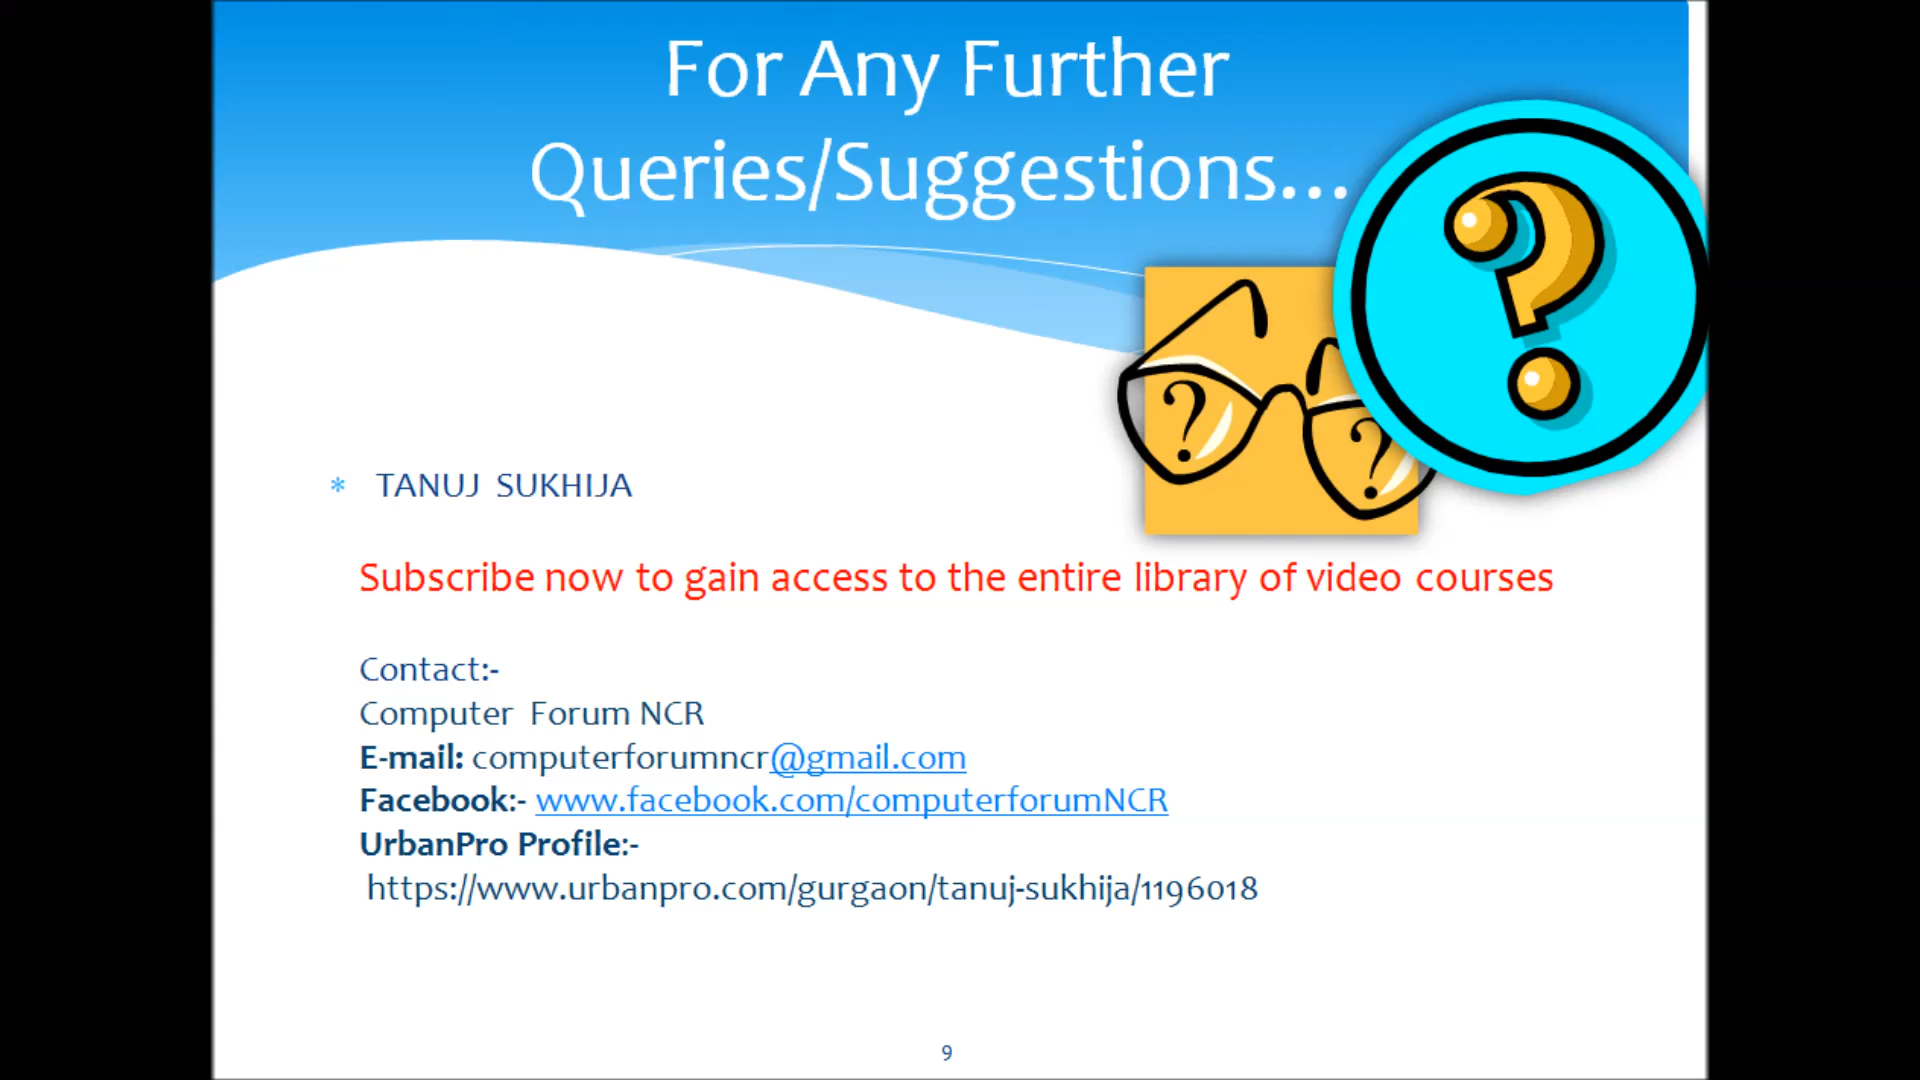 For Any Further
Queries/Suggestions...
? ? ?
* TANUJ SUKHIJA
Subscribe now to gain access to the entire library of video courses
Contact:-
Computer Forum NCR
E-mail: computerforumncr@gmail.com
Facebook:- www.facebook.com/computerforumNCR
UrbanPro Profile:-
https://www.urbanpro.com/gurgaon/tanuj-sukhija/1196018
9